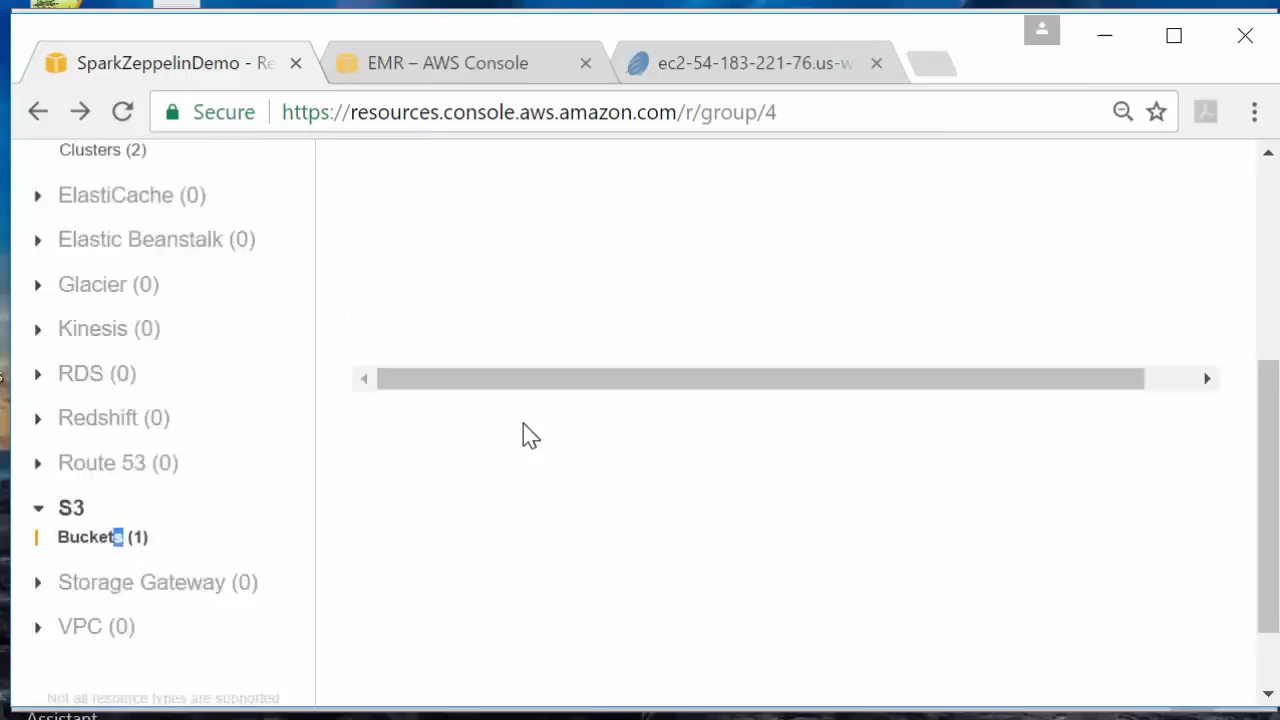 SparkZeppelinDemo - Re
EMR – AWS Console
ec2-54-183-221-76.us-w
Secure
https://resources.console.aws.amazon.com/r/group/4
Clusters (2)
ElastiCache (0)
Elastic Beanstalk (0)
Glacier (0)
Kinesis (0)
RDS (0)
Redshift (0)
Route 53 (0)
S3
Buckets (1)
Storage Gateway (0)
VPC (0)
Not all resource types are supported
Assistant